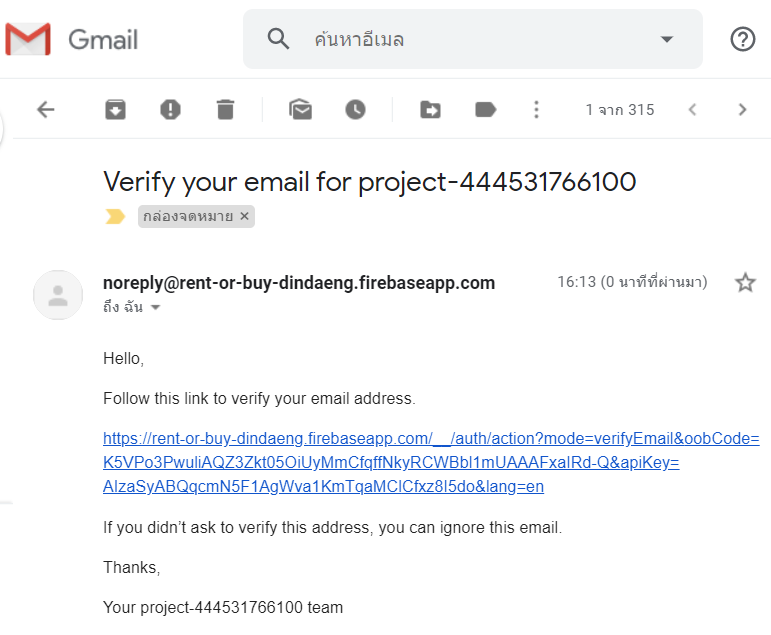 Gmail
ค้นหาอีเมล
1 จาก 315
Verify your email for project-444531766100
กล่องจดหมาย ×
noreply@rent-or-buy-dindaeng.firebaseapp.com
16:13 (0 นาทีที่ผ่านมา)
ถึง ฉัน
Hello,
Follow this link to verify your email address.
https://rent-or-buy-dindaeng.firebaseapp.com/__/auth/action?mode=verifyEmail&oobCode=
K5VPo3PwuliAQZ3Zkt05OiUyMmCfqffNkyRCWBbl1mUAAAFxalRd-Q&apiKey=
AIzaSyABQqcmN5F1AgWva1KmTqaMClCfxz8I5do&lang=en
If you didn’t ask to verify this address, you can ignore this email.
Thanks,
Your project-444531766100 team